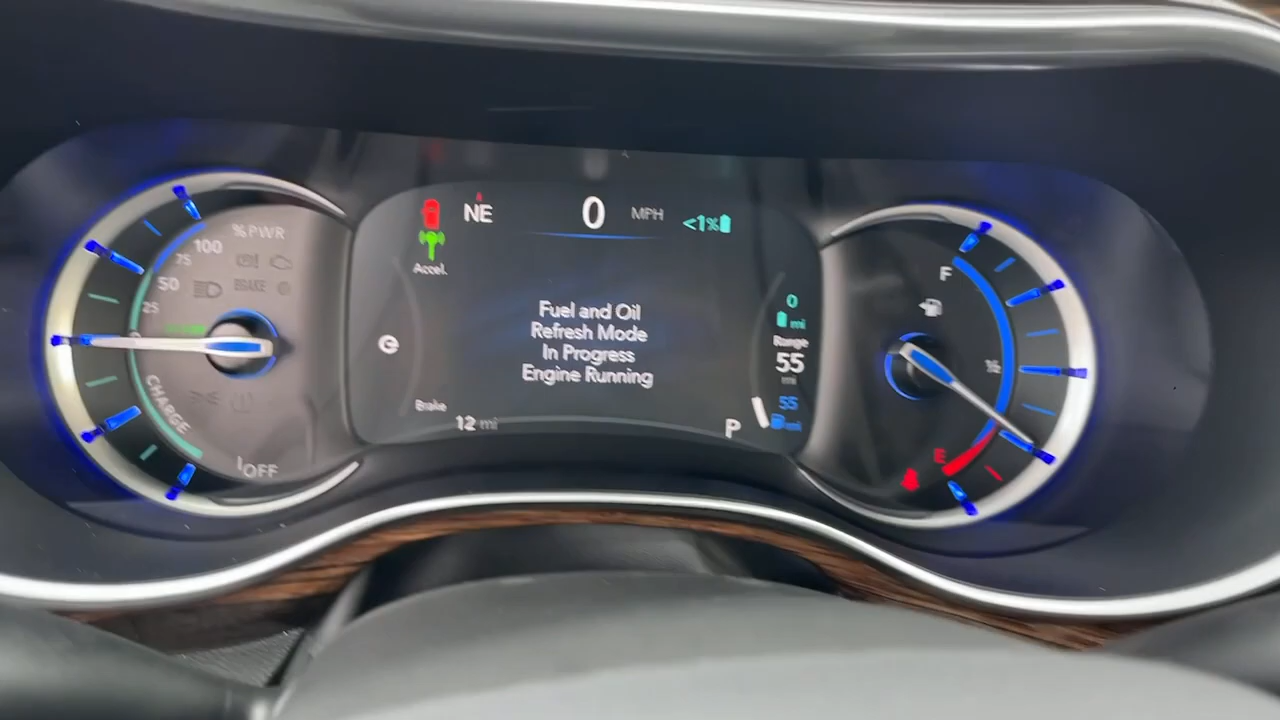 %PWR
100
75
50
25
0
BRAKE
CHARGE
OFF
NE
0 MPH
<1%
Accel.
e
Fuel and Oil
Refresh Mode
In Progress
Engine Running
Brake
12 mi
P
0
mi
Range
55
mi
55
mi
F
½
E